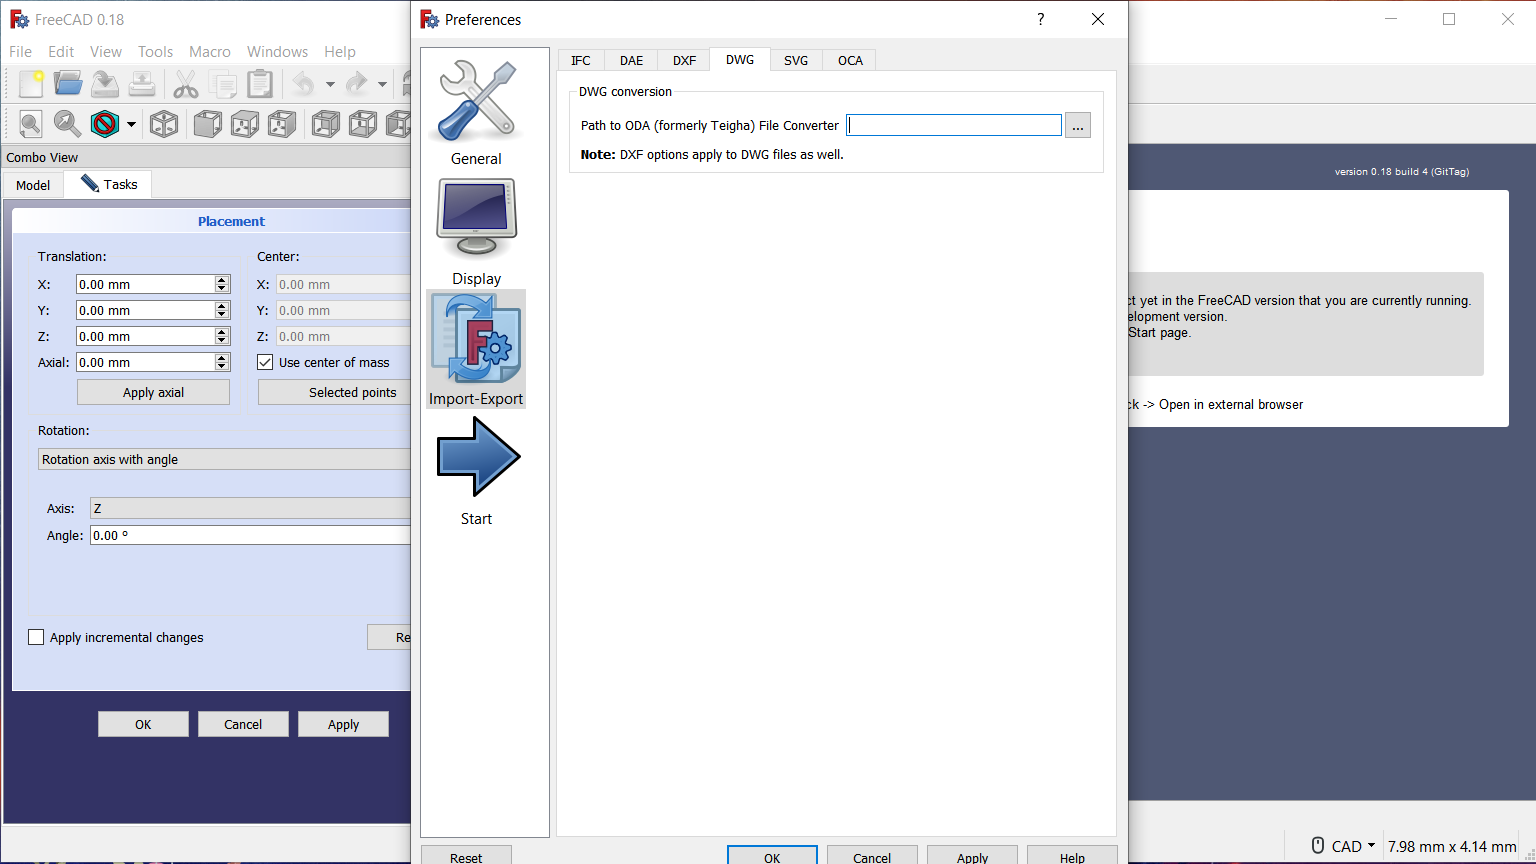 FreeCAD 0.18
File Edit View Tools Macro Windows Help
Combo View
Model Tasks
Placement
Translation:
X: 0.00 mm
Y: 0.00 mm
Z: 0.00 mm
Axial: 0.00 mm
Apply axial
Center:
X: 0.00 mm
Y: 0.00 mm
Z: 0.00 mm
Use center of mass
Selected points
Rotation:
Rotation axis with angle
Axis: Z
Angle: 0.00 °
Apply incremental changes
Re
OK Cancel Apply
Preferences
?
General
Display
Import-Export
Start
IFC DAE DXF DWG SVG OCA
DWG conversion
Path to ODA (formerly Teigha) File Converter
...
Note: DXF options apply to DWG files as well.
Reset OK Cancel Apply Help
version 0.18 build 4 (GitTag)
ct yet in the FreeCAD version that you are currently running.
elopment version.
Start page.
ck -> Open in external browser
CAD 7.98 mm x 4.14 mm